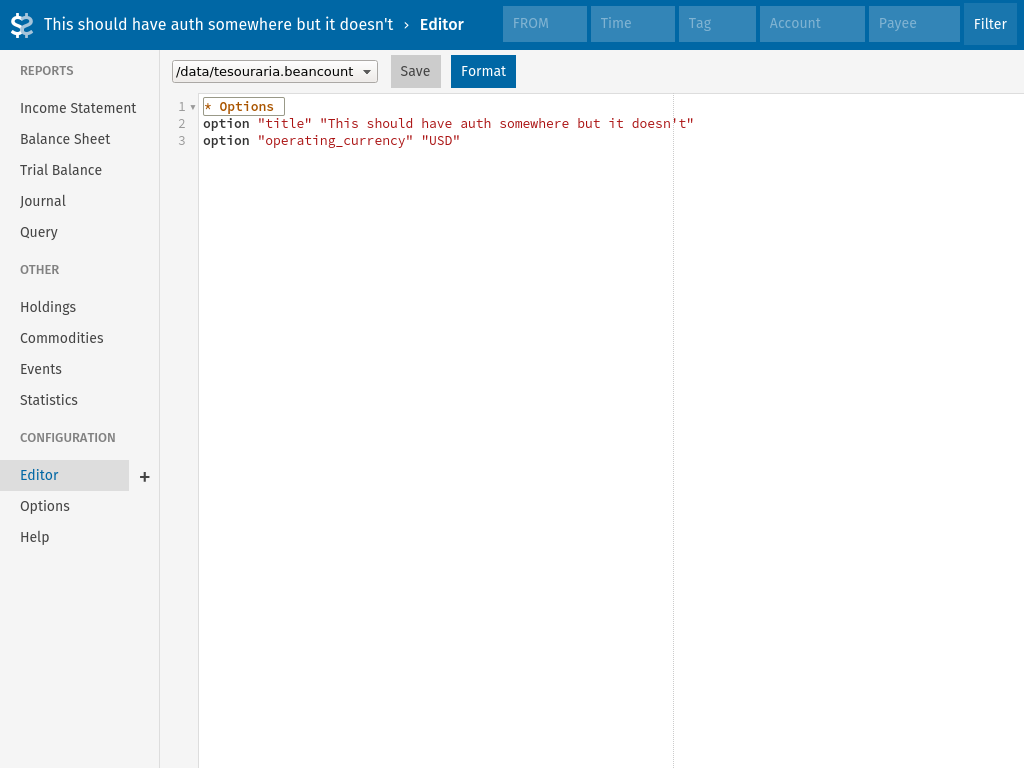 This should have auth somewhere but it doesn't › Editor
FROM Time Tag Account Payee Filter
REPORTS
Income Statement
Balance Sheet
Trial Balance
Journal
Query
OTHER
Holdings
Commodities
Events
Statistics
CONFIGURATION
Editor +
Options
Help
/data/tesouraria.beancount Save Format
1 * Options
2 option "title" "This should have auth somewhere but it doesn't"
3 option "operating_currency" "USD"